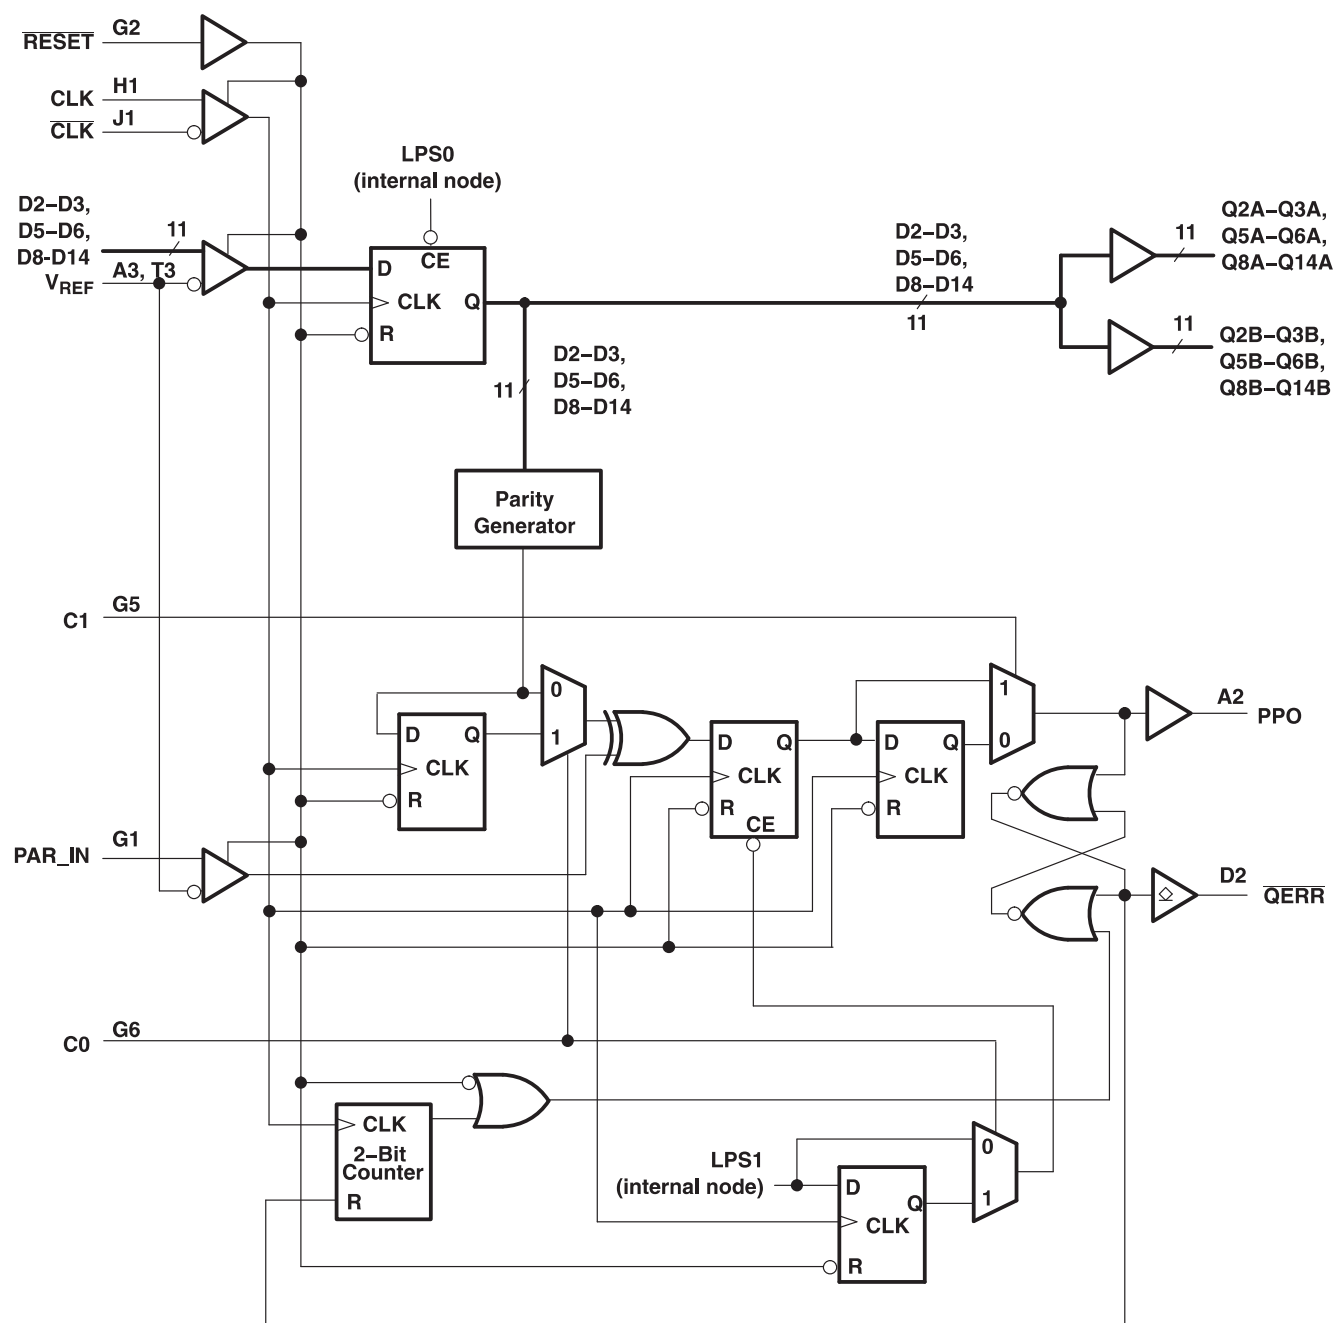 RESET G2
CLK H1
CLK J1
LPS0
(internal node)
D2–D3,
D5–D6,
D8-D14
11
VREF A3, T3
D
CE
CLK
Q
R
D2–D3,
D5–D6,
D8–D14
11
11
Q2A–Q3A,
Q5A–Q6A,
Q8A–Q14A
11
Q2B–Q3B,
Q5B–Q6B,
Q8B–Q14B
11
D2–D3,
D5–D6,
D8–D14
Parity
Generator
C1 G5
0
1
D Q
CLK
R
D Q
CLK
R
CE
D Q
CLK
R
1
0
A2
PPO
PAR_IN G1
D2
QERR
C0 G6
CLK
2–Bit
Counter
R
LPS1
(internal node)
D
Q
CLK
R
0
1